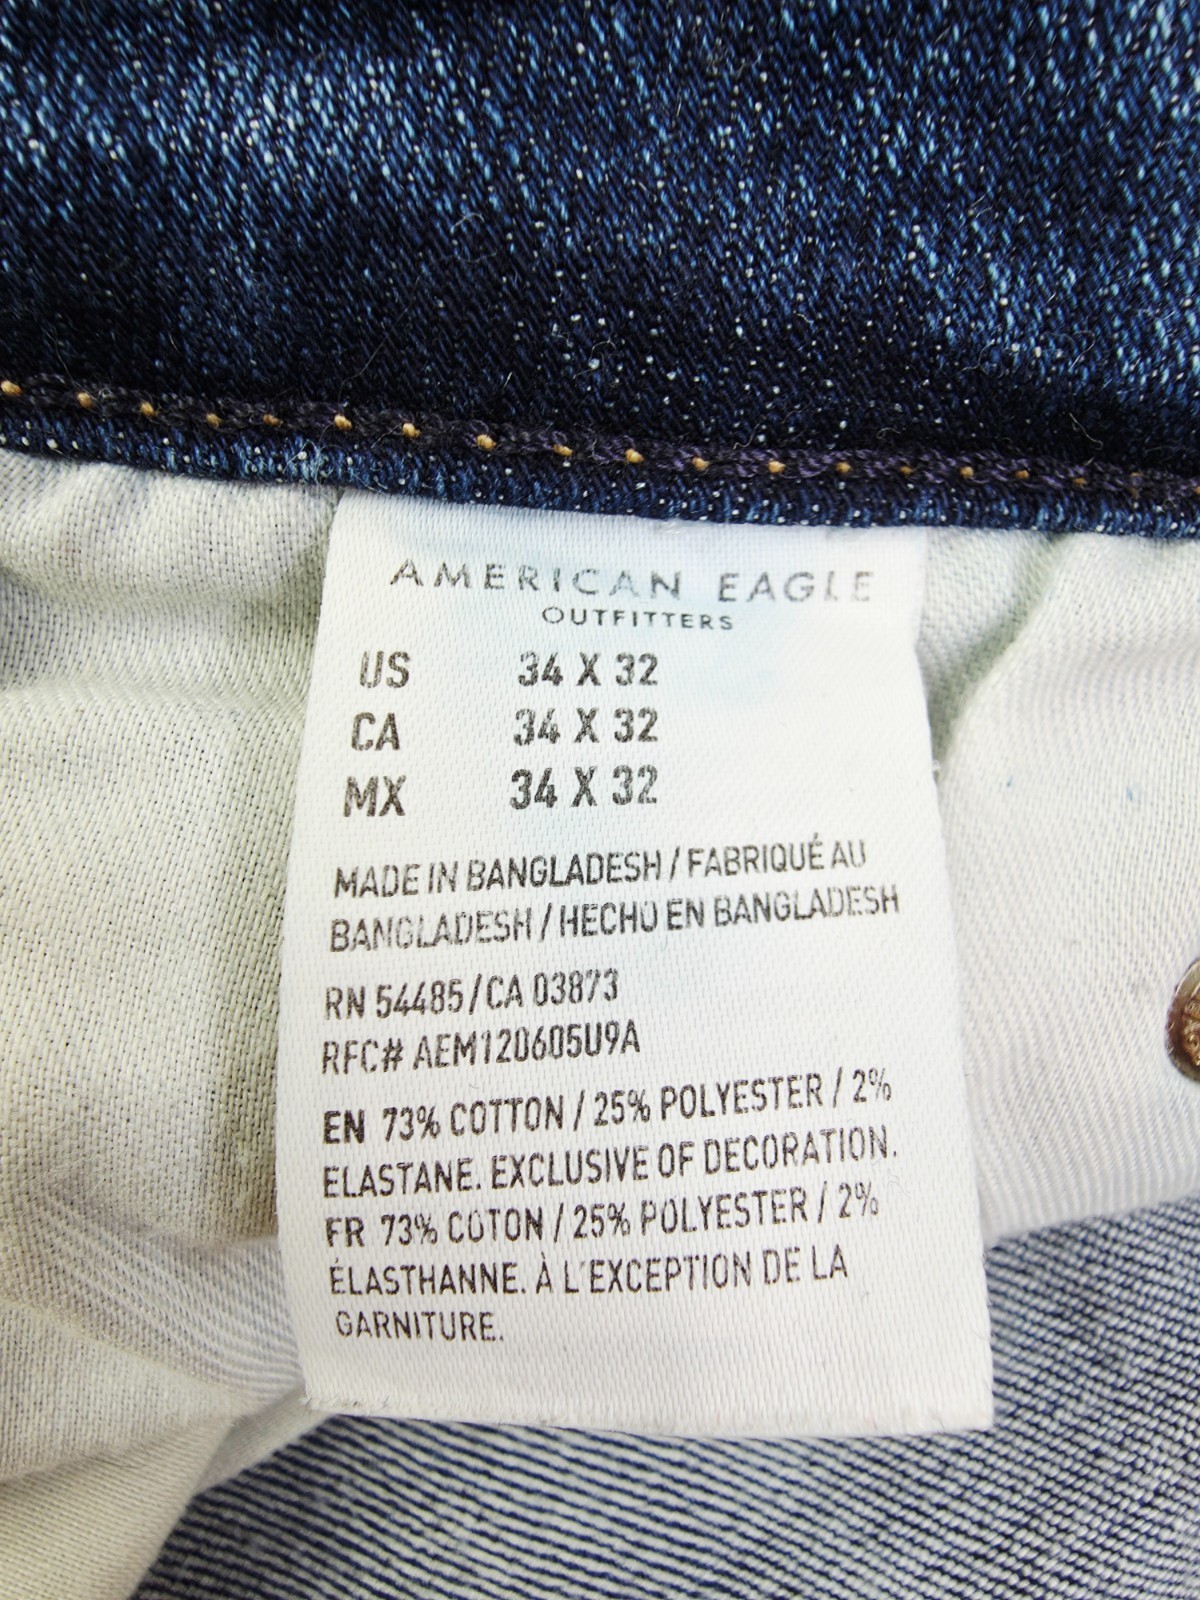 AMERICAN EAGLE
OUTFITTERS
US 34 X 32
CA 34 X 32
MX 34 X 32
MADE IN BANGLADESH / FABRIQUÉ AU
BANGLADESH / HECHO EN BANGLADESH
RN 54485/CA 03873
RFC# AEM120605U9A
EN 73% COTTON / 25% POLYESTER / 2%
ELASTANE. EXCLUSIVE OF DECORATION.
FR 73% COTON / 25% POLYESTER / 2%
ÉLASTHANNE. À L'EXCEPTION DE LA
GARNITURE.